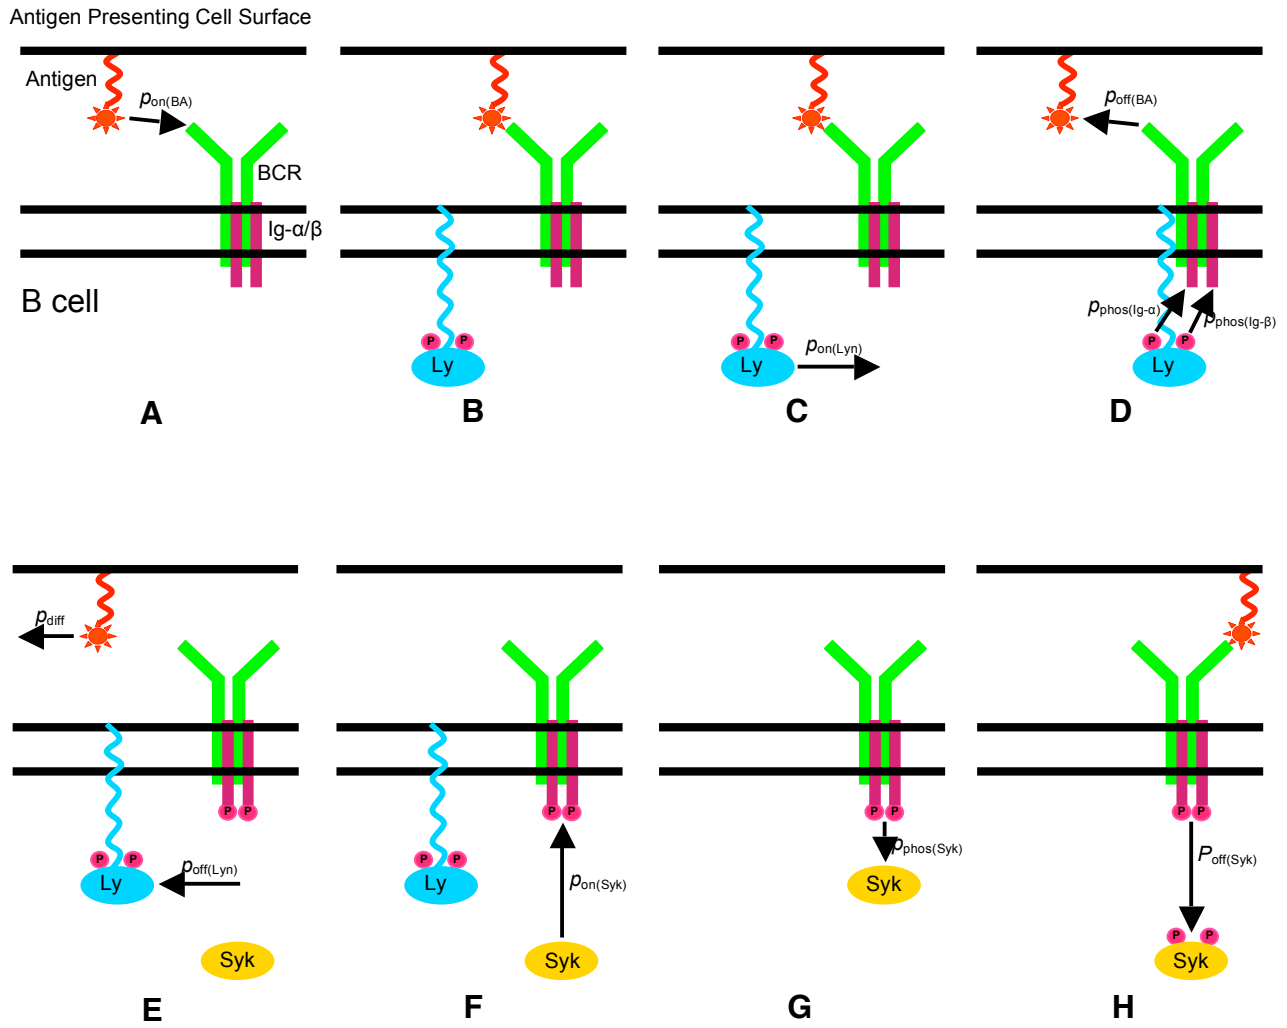 Antigen Presenting Cell Surface
Antigen
pon(BA)
BCR
Ig-α/β
B cell
A
P P
Ly
B
P P
Ly
pon(Lyn)
C
poff(BA)
pphos(Ig-α)
pphos(Ig-β)
P P
Ly
D
pdiff
P P
P P
Ly
poff(Lyn)
Syk
E
P P
P P
Ly
pon(Syk)
Syk
F
P P
pphos(Syk)
Syk
G
P P
Poff(Syk)
P P
Syk
H